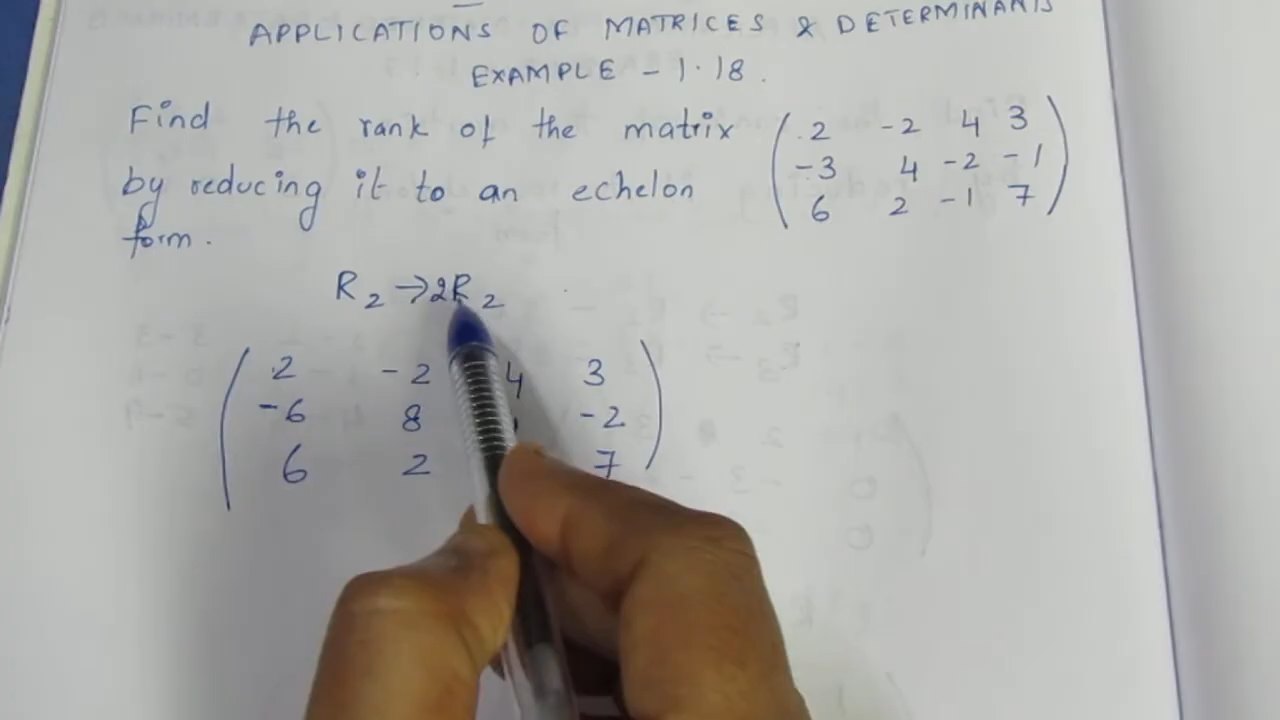 APPLICATIONS OF MATRICES & DETERMINANTS
EXAMPLE - 1.18.
Find the rank of the matrix
by reducing it to an echelon
form.
2 -2 4 3
-3 4 -2 -1
6 2 -1 7
R2 → 2R2
2 -2 4 3
-6 8 -2
6 2 7